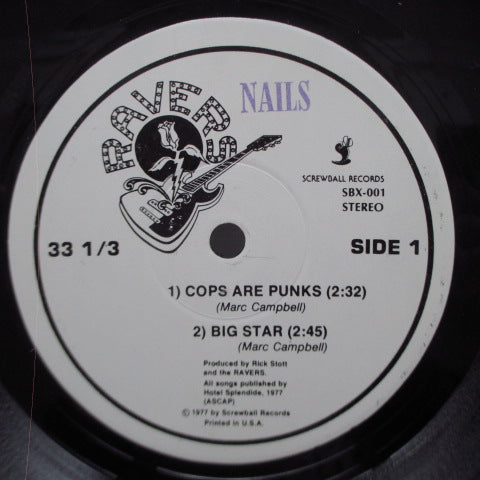 RAVERS
NAILS
SCREWBALL RECORDS
SBX-001
STEREO
33 1/3
SIDE 1
1) COPS ARE PUNKS (2:32)
(Marc Campbell)
2) BIG STAR (2:45)
(Marc Campbell)
Produced by Rick Stott
and the RAVERS.
All songs published by
Hotel Splendide, 1977
(ASCAP)
© 1977 by Screwball Records
Printed in U.S.A.